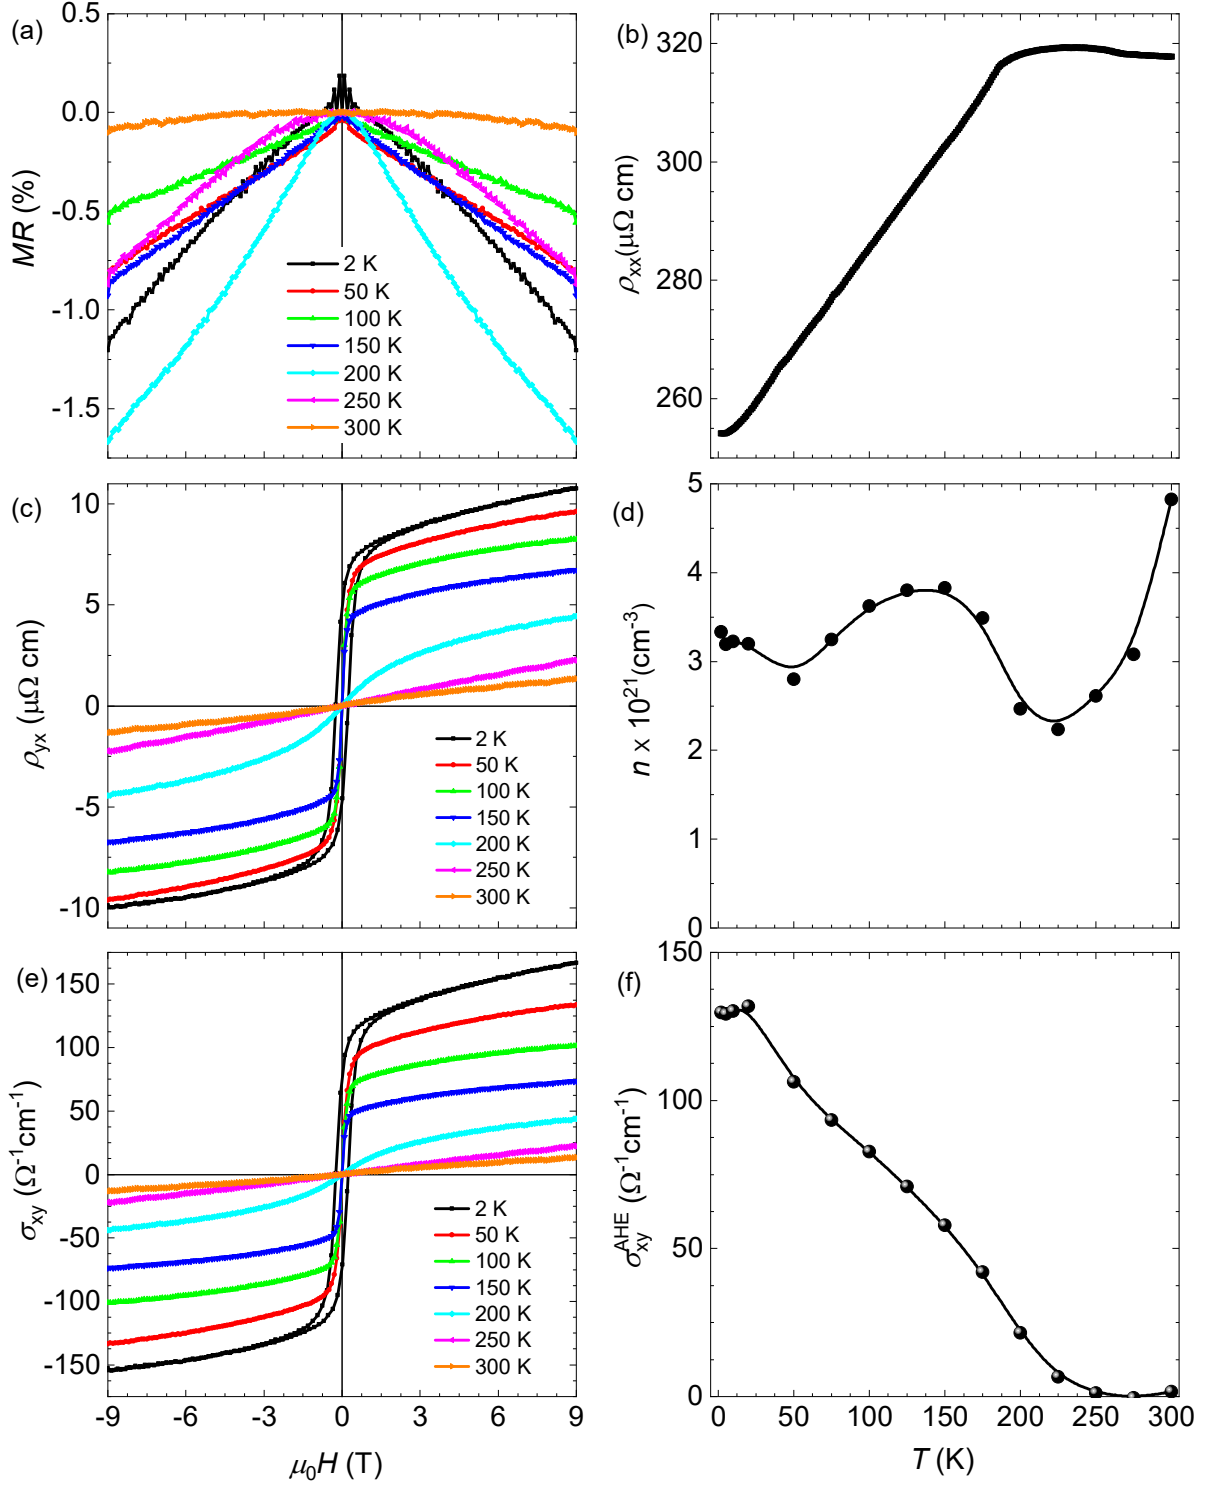 (a)
0.5
0.0
-0.5
-1.0
-1.5
MR (%)
2 K
50 K
100 K
150 K
200 K
250 K
300 K
(b)
320
300
280
260
ρxx(μΩ cm)
(c)
10
5
0
-5
-10
ρyx (μΩ cm)
2 K
50 K
100 K
150 K
200 K
250 K
300 K
(d)
5
4
3
2
1
0
n x 10²¹(cm⁻³)
(e)
150
100
50
0
-50
-100
-150
σxy (Ω⁻¹cm⁻¹)
2 K
50 K
100 K
150 K
200 K
250 K
300 K
-9 -6 -3 0 3 6 9
μ₀H (T)
(f)
150
100
50
0
σxy^AHE (Ω⁻¹cm⁻¹)
0 50 100 150 200 250 300
T (K)